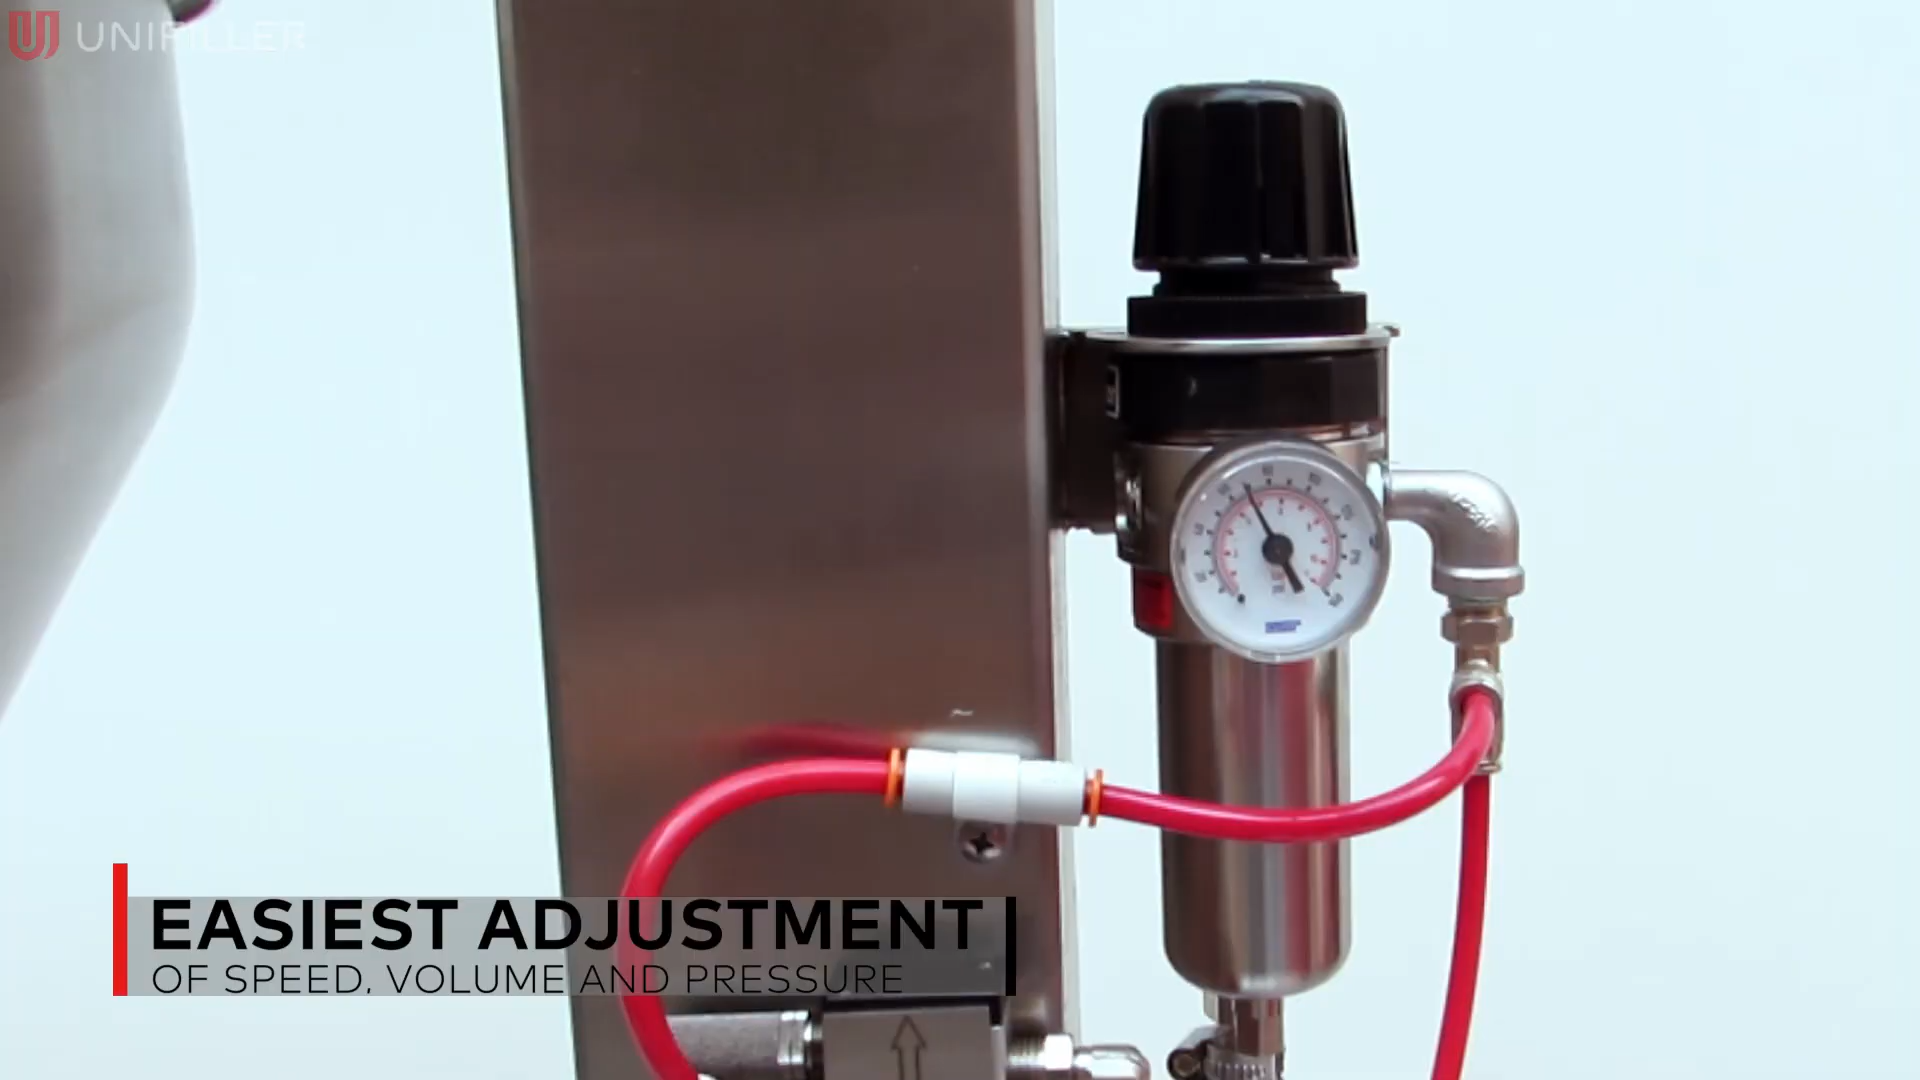 UNIFILLER
EASIEST ADJUSTMENT
OF SPEED, VOLUME AND PRESSURE